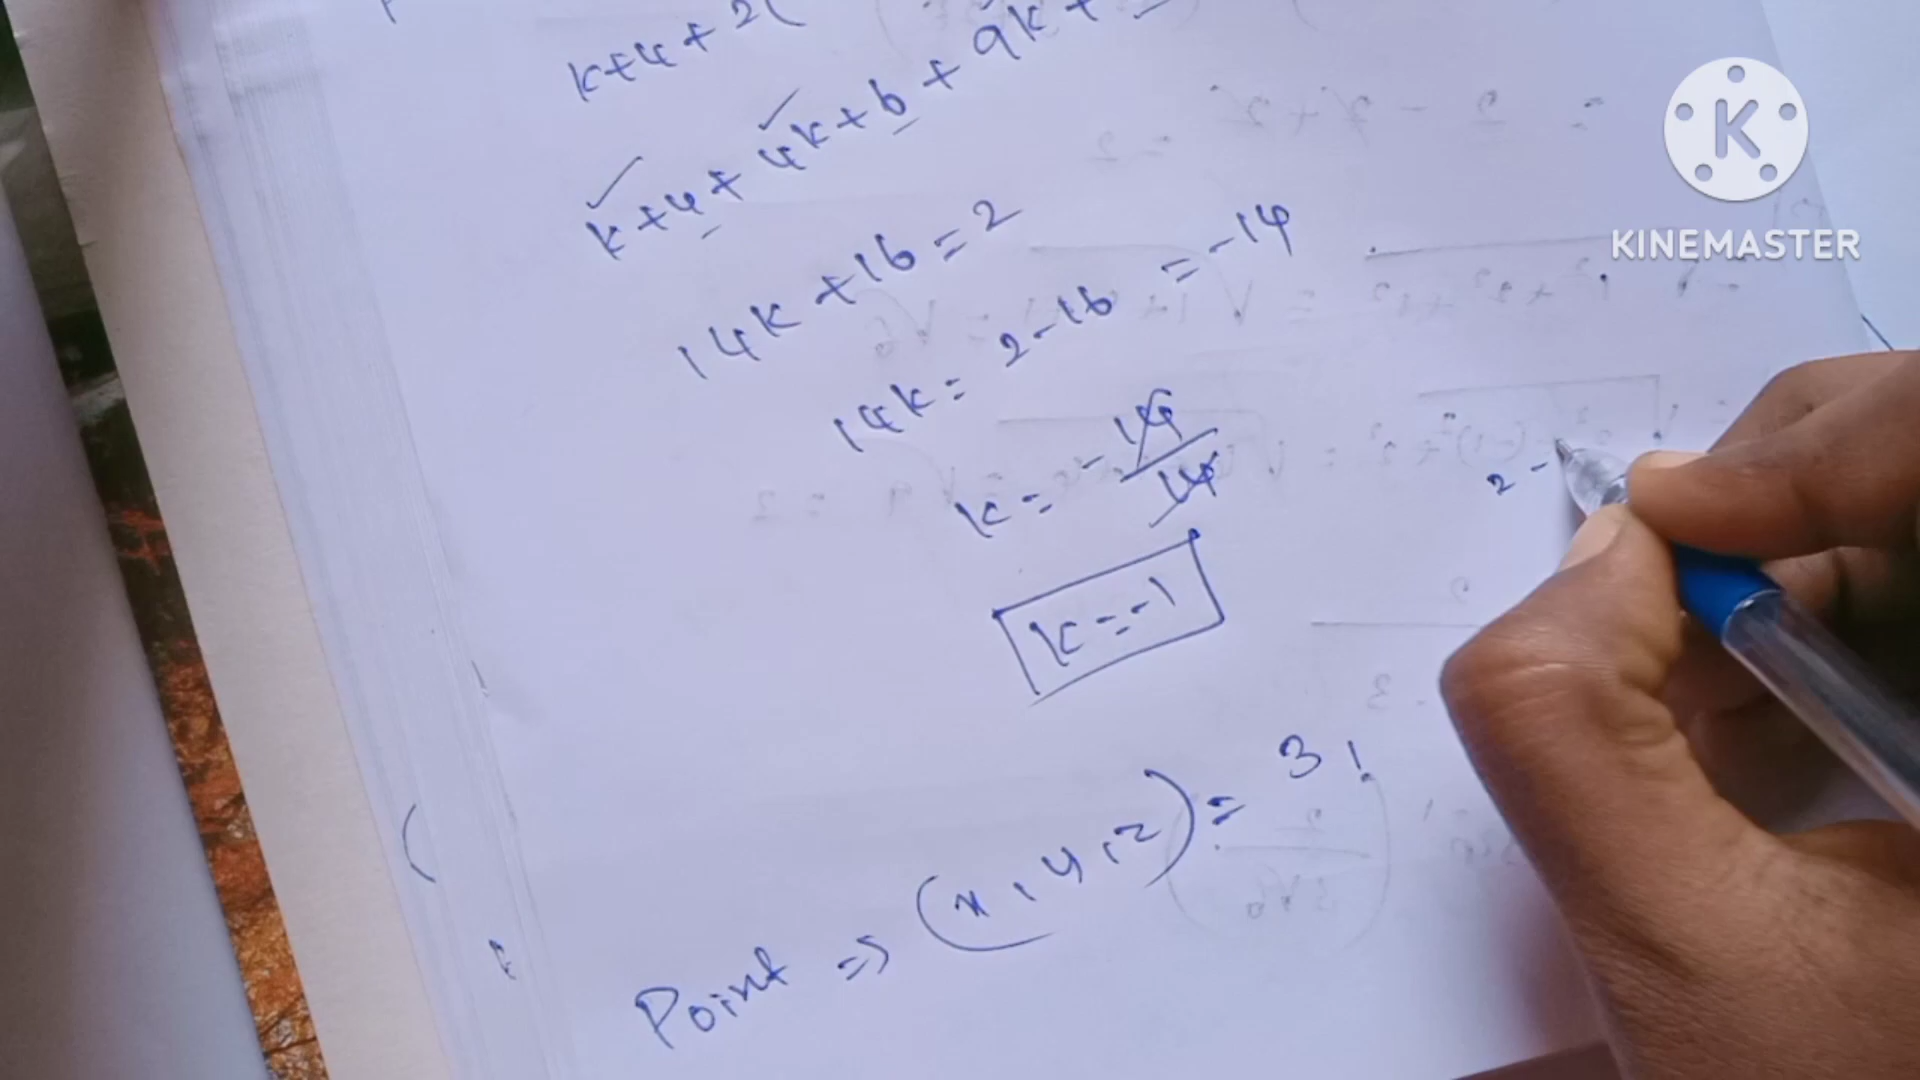 k+4+2(
k+4+4k+6+9k+
14k+16=2
14k= 2-16 =-14
k= -14/14
k=-1
2-
Point => (x,y,z)= 3,
KINEMASTER